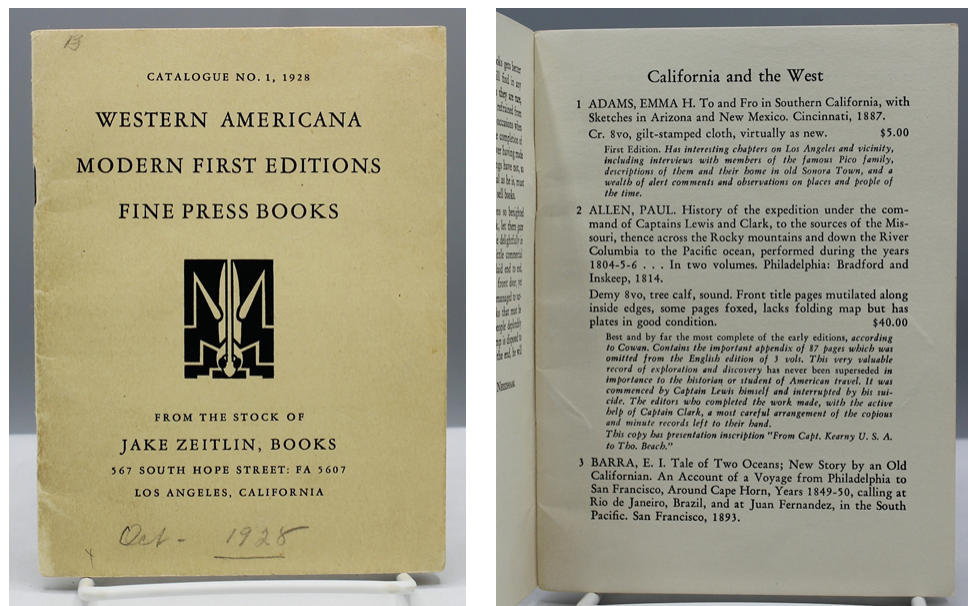 B
CATALOGUE NO. 1, 1928
WESTERN AMERICANA
MODERN FIRST EDITIONS
FINE PRESS BOOKS
FROM THE STOCK OF
JAKE ZEITLIN, BOOKS
567 SOUTH HOPE STREET: FA 5607
LOS ANGELES, CALIFORNIA
Oct - 1928
California and the West
1 ADAMS, EMMA H. To and Fro in Southern California, with
Sketches in Arizona and New Mexico. Cincinnati, 1887.
Cr. 8vo, gilt-stamped cloth, virtually as new. $5.00
First Edition. Has interesting chapters on Los Angeles and vicinity,
including interviews with members of the famous Pico family,
descriptions of them and their home in old Sonora Town, and a
wealth of alert comments and observations on places and people of
the time.
2 ALLEN, PAUL. History of the expedition under the com-
mand of Captains Lewis and Clark, to the sources of the Mis-
souri, thence across the Rocky mountains and down the River
Columbia to the Pacific ocean, performed during the years
1804-5-6 . . . In two volumes. Philadelphia: Bradford and
Inskeep, 1814.
Demy 8vo, tree calf, sound. Front title pages mutilated along
inside edges, some pages foxed, lacks folding map but has
plates in good condition. $40.00
Best and by far the most complete of the early editions, according
to Cowan. Contains the important appendix of 87 pages which was
omitted from the English edition of 3 vols. This very valuable
record of exploration and discovery has never been superseded in
importance to the historian or student of American travel. It was
commenced by Captain Lewis himself and interrupted by his sui-
cide. The editors who completed the work made, with the active
help of Captain Clark, a most careful arrangement of the copious
and minute records left to their hand.
This copy has presentation inscription "From Capt. Kearny U. S. A.
to Tho. Beach."
3 BARRA, E. I. Tale of Two Oceans; New Story by an Old
Californian. An Account of a Voyage from Philadelphia to
San Francisco, Around Cape Horn, Years 1849-50, calling at
Rio de Janeiro, Brazil, and at Juan Fernandez, in the South
Pacific. San Francisco, 1893.